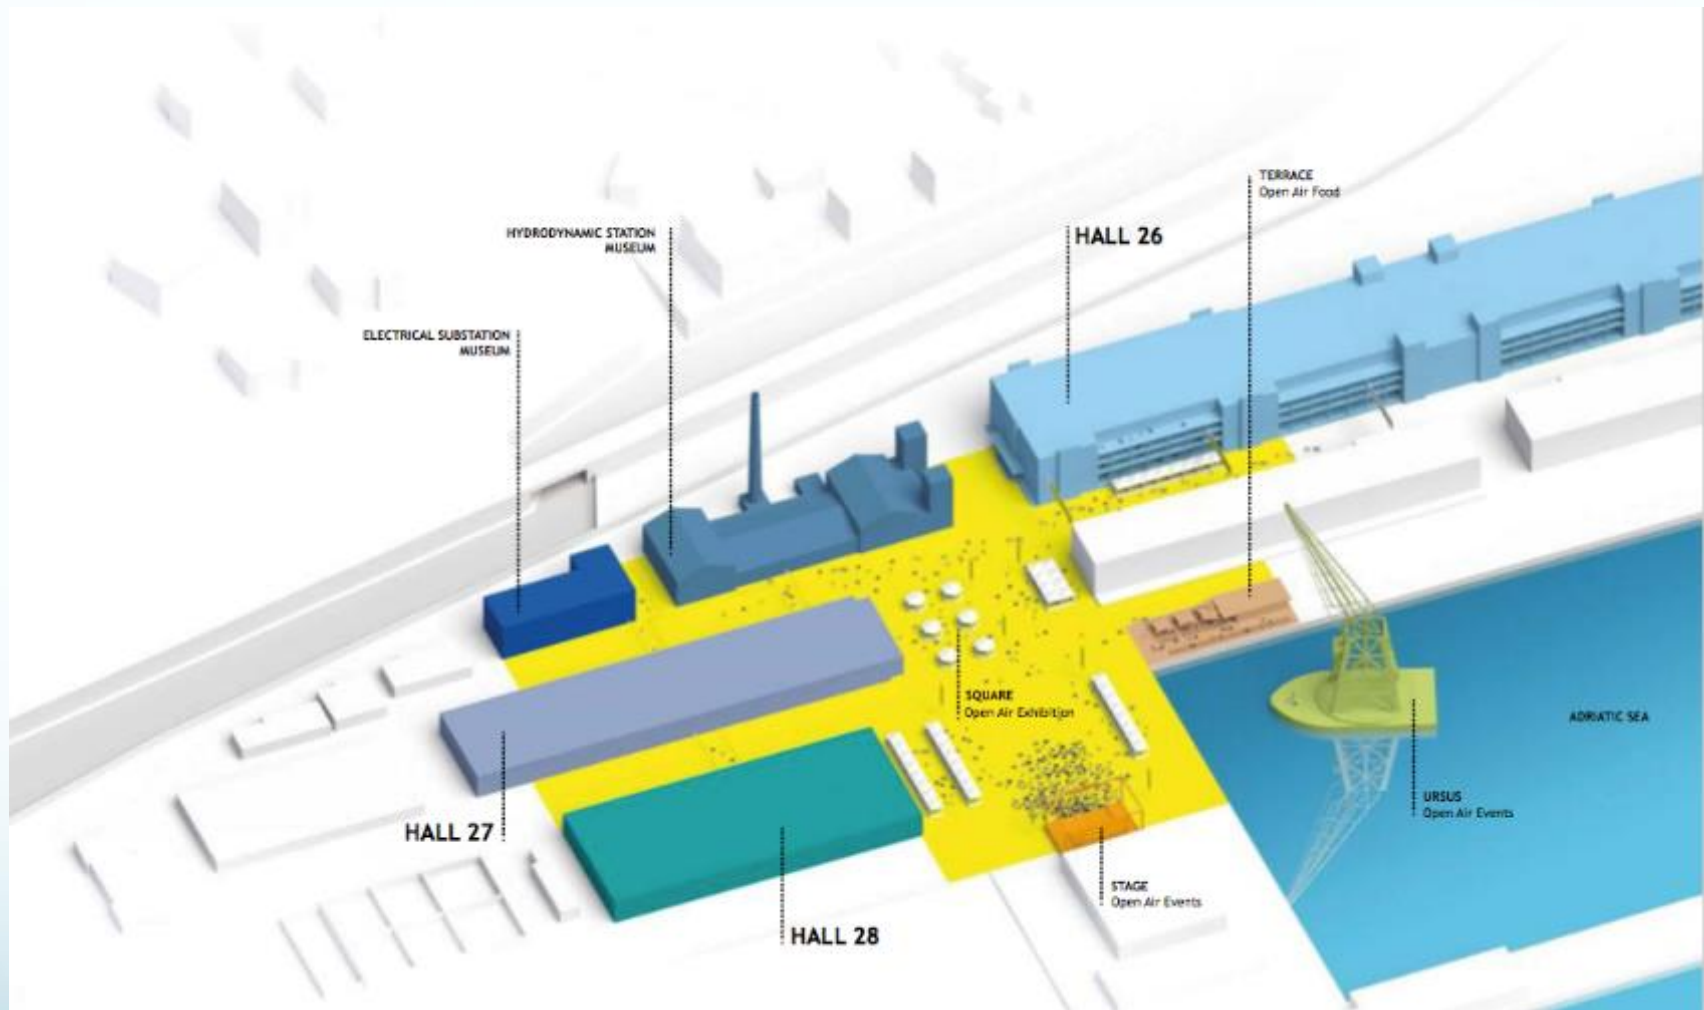 TERRACE
Open Air Food
HYDRODYNAMIC STATION
MUSEUM
HALL 26
ELECTRICAL SUBSTATION
MUSEUM
SQUARE
Open Air Exhibition
ADRIATIC SEA
URSUS
Open Air Events
HALL 27
STAGE
Open Air Events
HALL 28